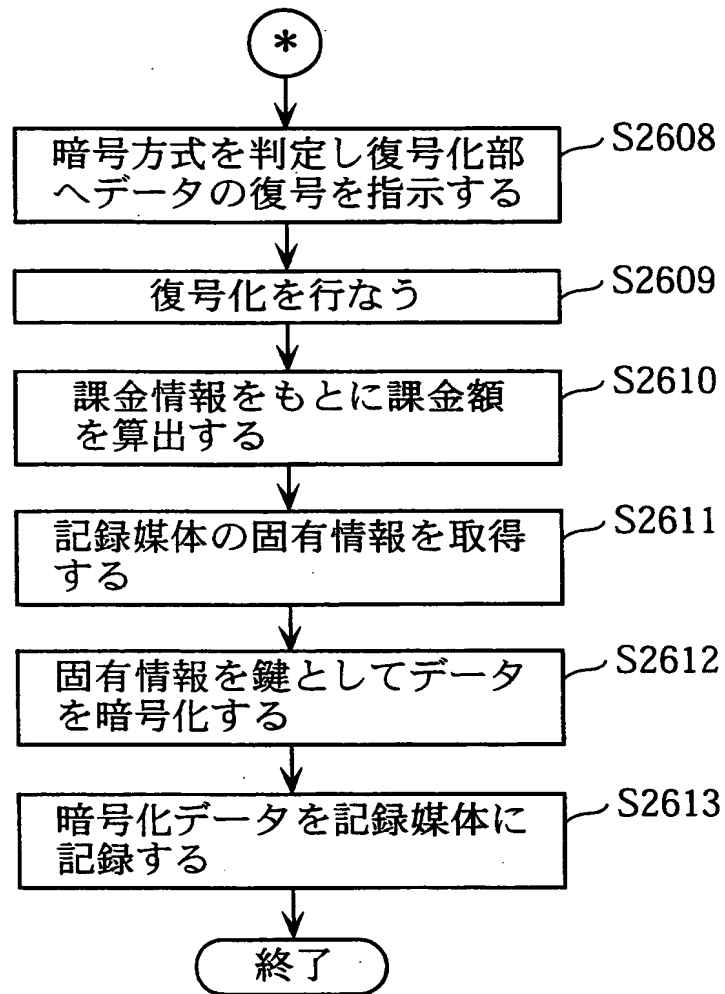 *
暗号方式を判定し復号化部
へデータの復号を指示する
S2608
復号化を行なう
S2609
課金情報をもとに課金額
を算出する
S2610
記録媒体の固有情報を取得
する
S2611
固有情報を鍵としてデータ
を暗号化する
S2612
暗号化データを記録媒体に
記録する
S2613
終了